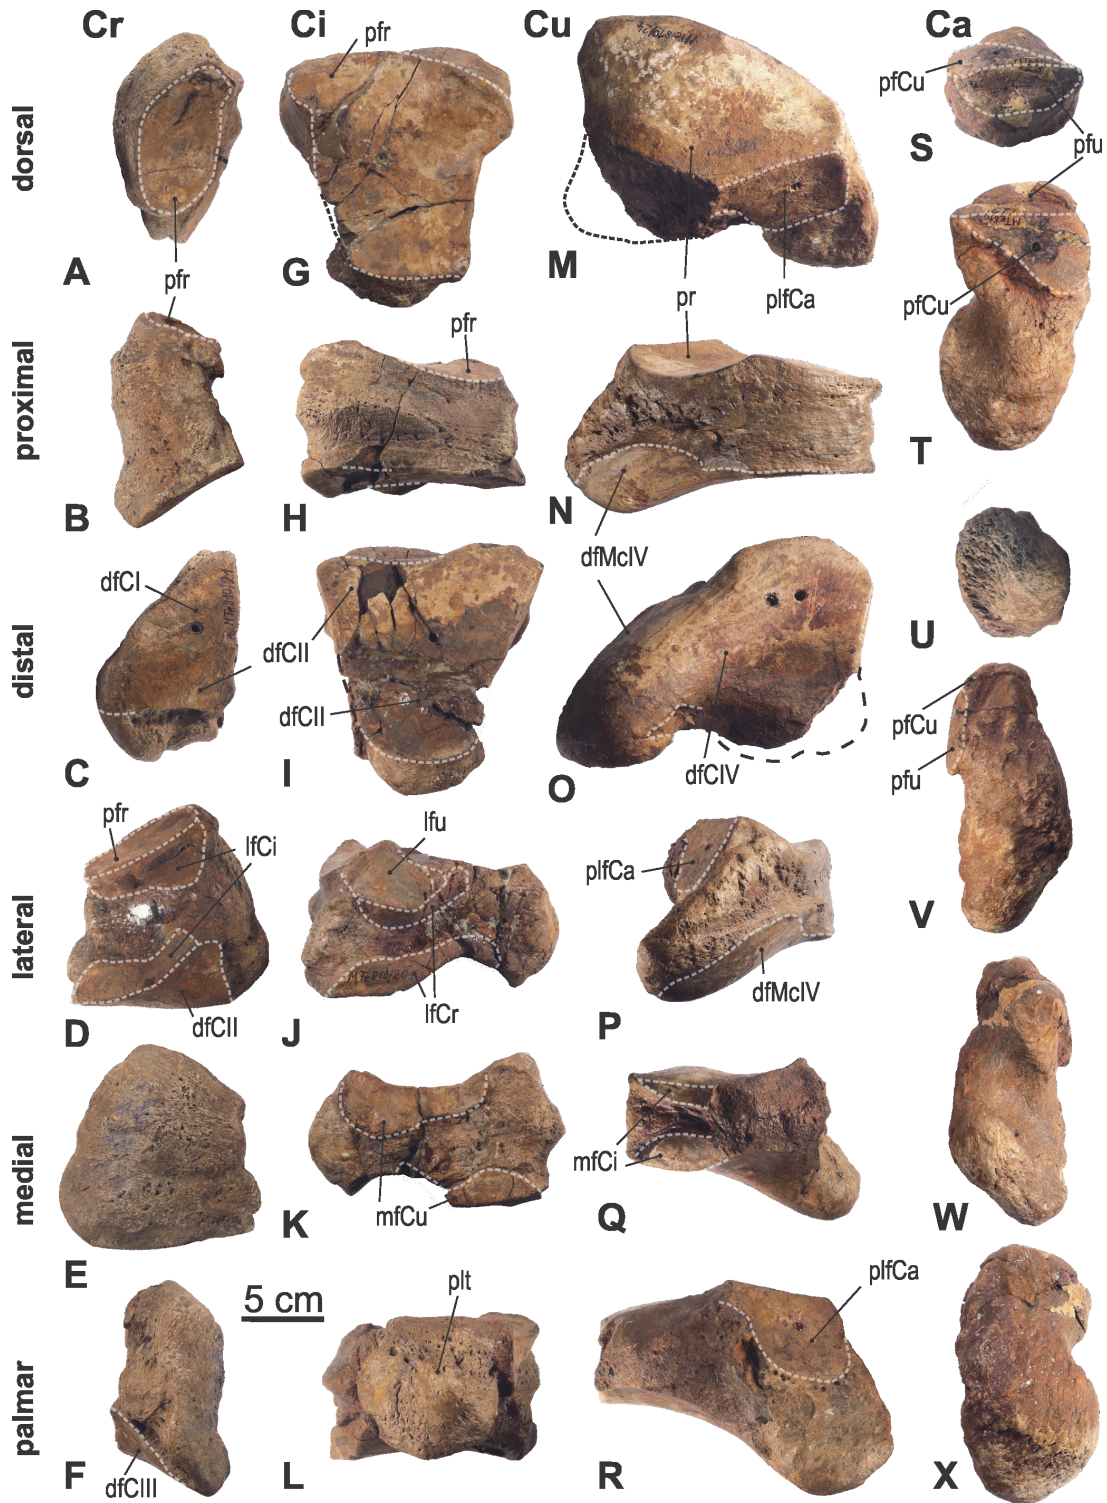 Cr Ci Cu Ca
dorsal
pfr
pfCu
pfu
A G M S
pfr
pr
plfCa
pfCu
proximal
pfr
B H N T
dfMcIV
distal
dfCI
dfCII
dfCII
dfCIV
C I O U
pfCu
pfu
lateral
pfr
lfCi
dfCII
lfu
MTe810/20
lfCr
plfCa
dfMcIV
D J P V
medial
mfCu
mfCi
E K Q W
5 cm
palmar
plt
plfCa
dfCIII
F L R X